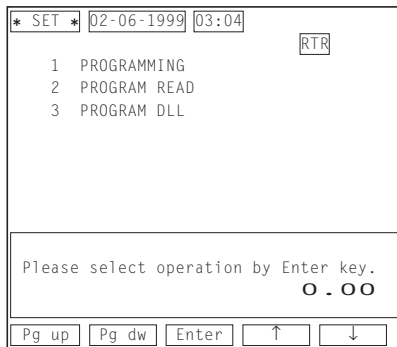 * SET * 02-06-1999 03:04
RTR
1 PROGRAMMING
2 PROGRAM READ
3 PROGRAM DLL
Please select operation by Enter key.
0.00
Pg up Pg dw Enter ↑ ↓